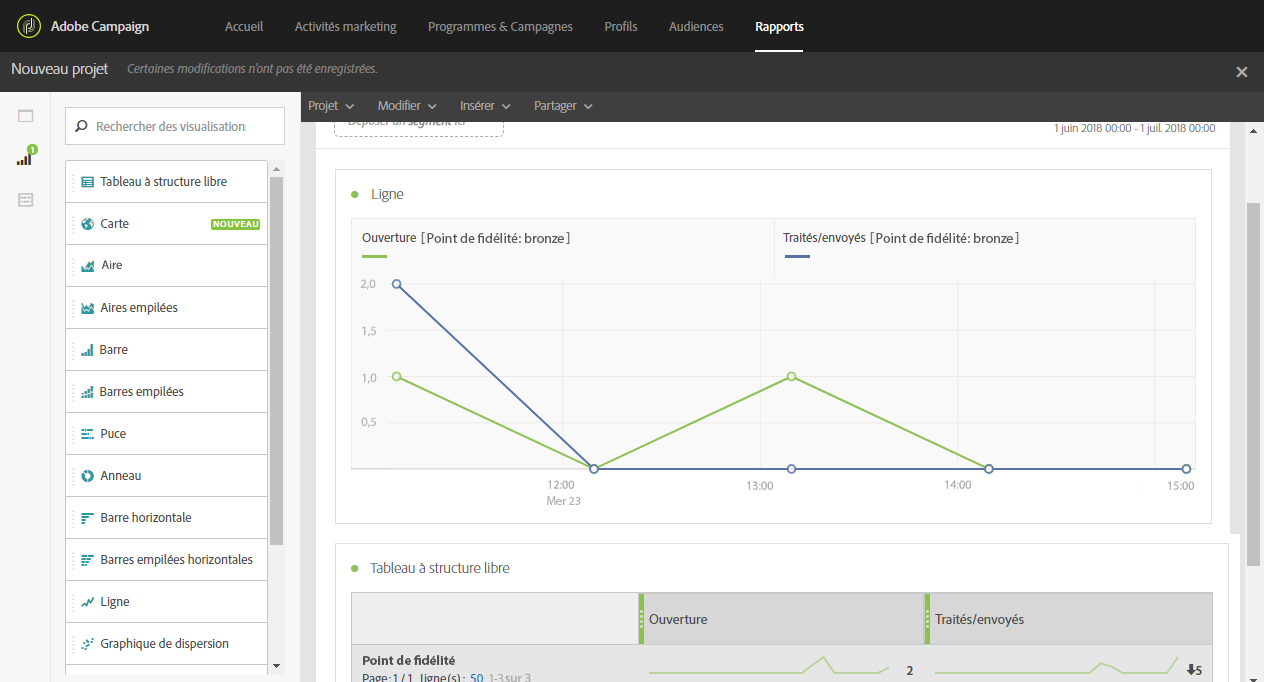 Adobe Campaign Accueil Activités marketing Programmes & Campagnes Profils Audiences Rapports
Nouveau projet Certaines modifications n'ont pas été enregistrées.
Projet Modifier Insérer Partager
Rechercher des visualisation
1
Tableau à structure libre
Carte NOUVEAU
Aire
Aires empilées
Barre
Barres empilées
Puce
Anneau
Barre horizontale
Barres empilées horizontales
Ligne
Graphique de dispersion
Déposer un segment ici
1 juin 2018 00:00 - 1 juil. 2018 00:00
Ligne
Ouverture [Point de fidélité: bronze] Traités/envoyés [Point de fidélité: bronze]
2,0
1,5
1,0
0,5
12:00 13:00 14:00 15:00
Mer 23
Tableau à structure libre
Ouverture Traités/envoyés
Point de fidélité 2 5
Page: 1 / 1 ligne(s) : 50 1-3 sur 3